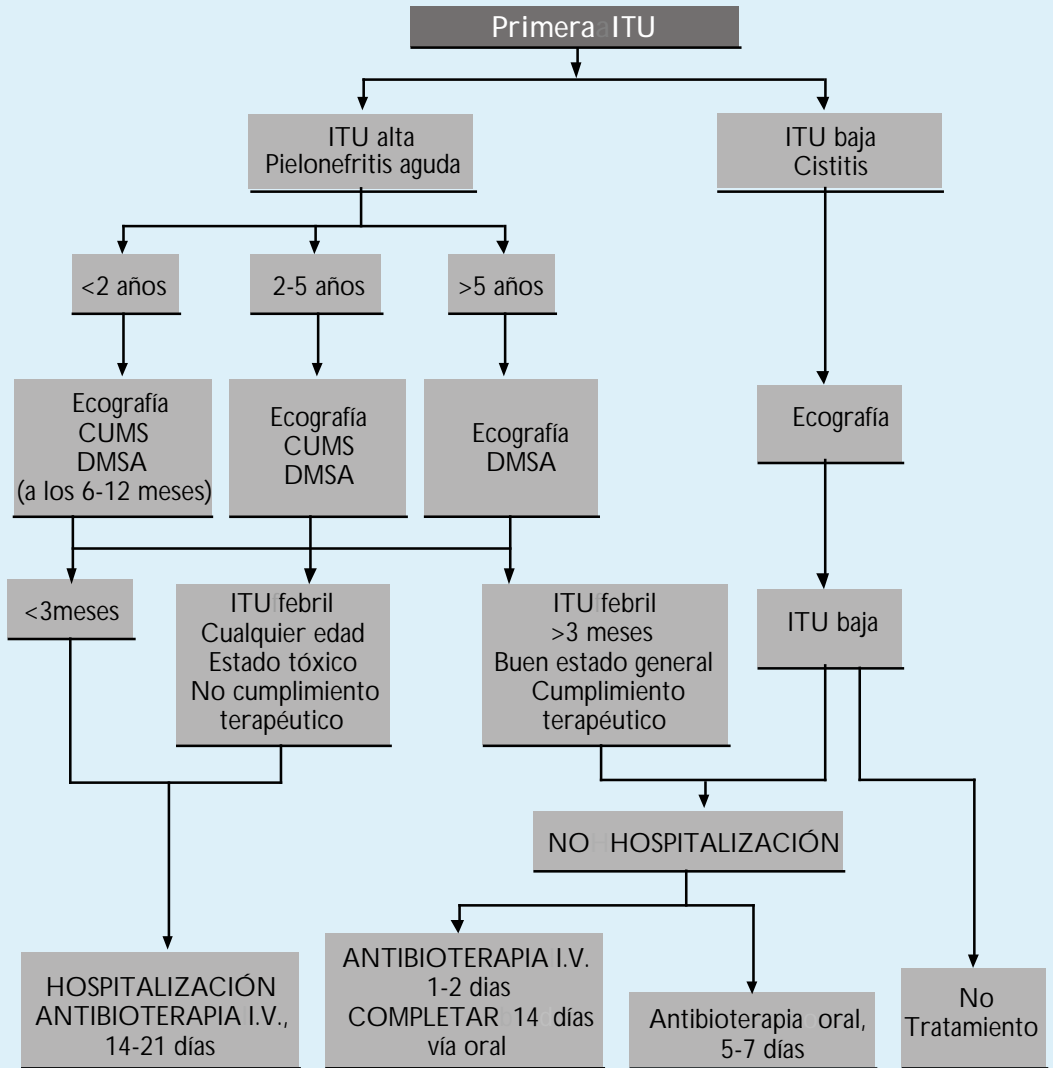 Primera ITU
ITU alta
Pielonefritis aguda
ITU baja
Cistitis
<2 años
2-5 años
>5 años
Ecografía
CUMS
DMSA
(a los 6-12 meses)
Ecografía
CUMS
DMSA
Ecografía
DMSA
Ecografía
<3meses
ITU febril
Cualquier edad
Estado tóxico
No cumplimiento
terapéutico
ITU febril
>3 meses
Buen estado general
Cumplimiento
terapéutico
ITU baja
NO HOSPITALIZACIÓN
HOSPITALIZACIÓN
ANTIBIOTERAPIA I.V.,
14-21 días
ANTIBIOTERAPIA I.V.
1-2 dias
COMPLETAR 14 días
vía oral
Antibioterapia oral,
5-7 días
No
Tratamiento